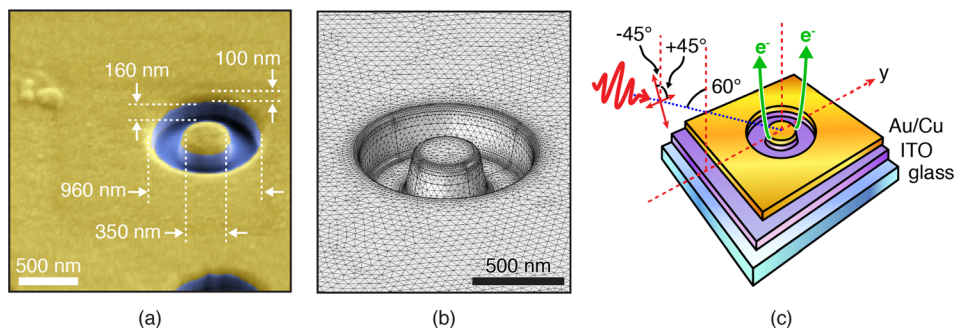 100 nm
160 nm
960 nm
350 nm
500 nm
(a)
500 nm
(b)
-45°
+45°
60°
e-
e-
y
Au/Cu
ITO
glass
(c)